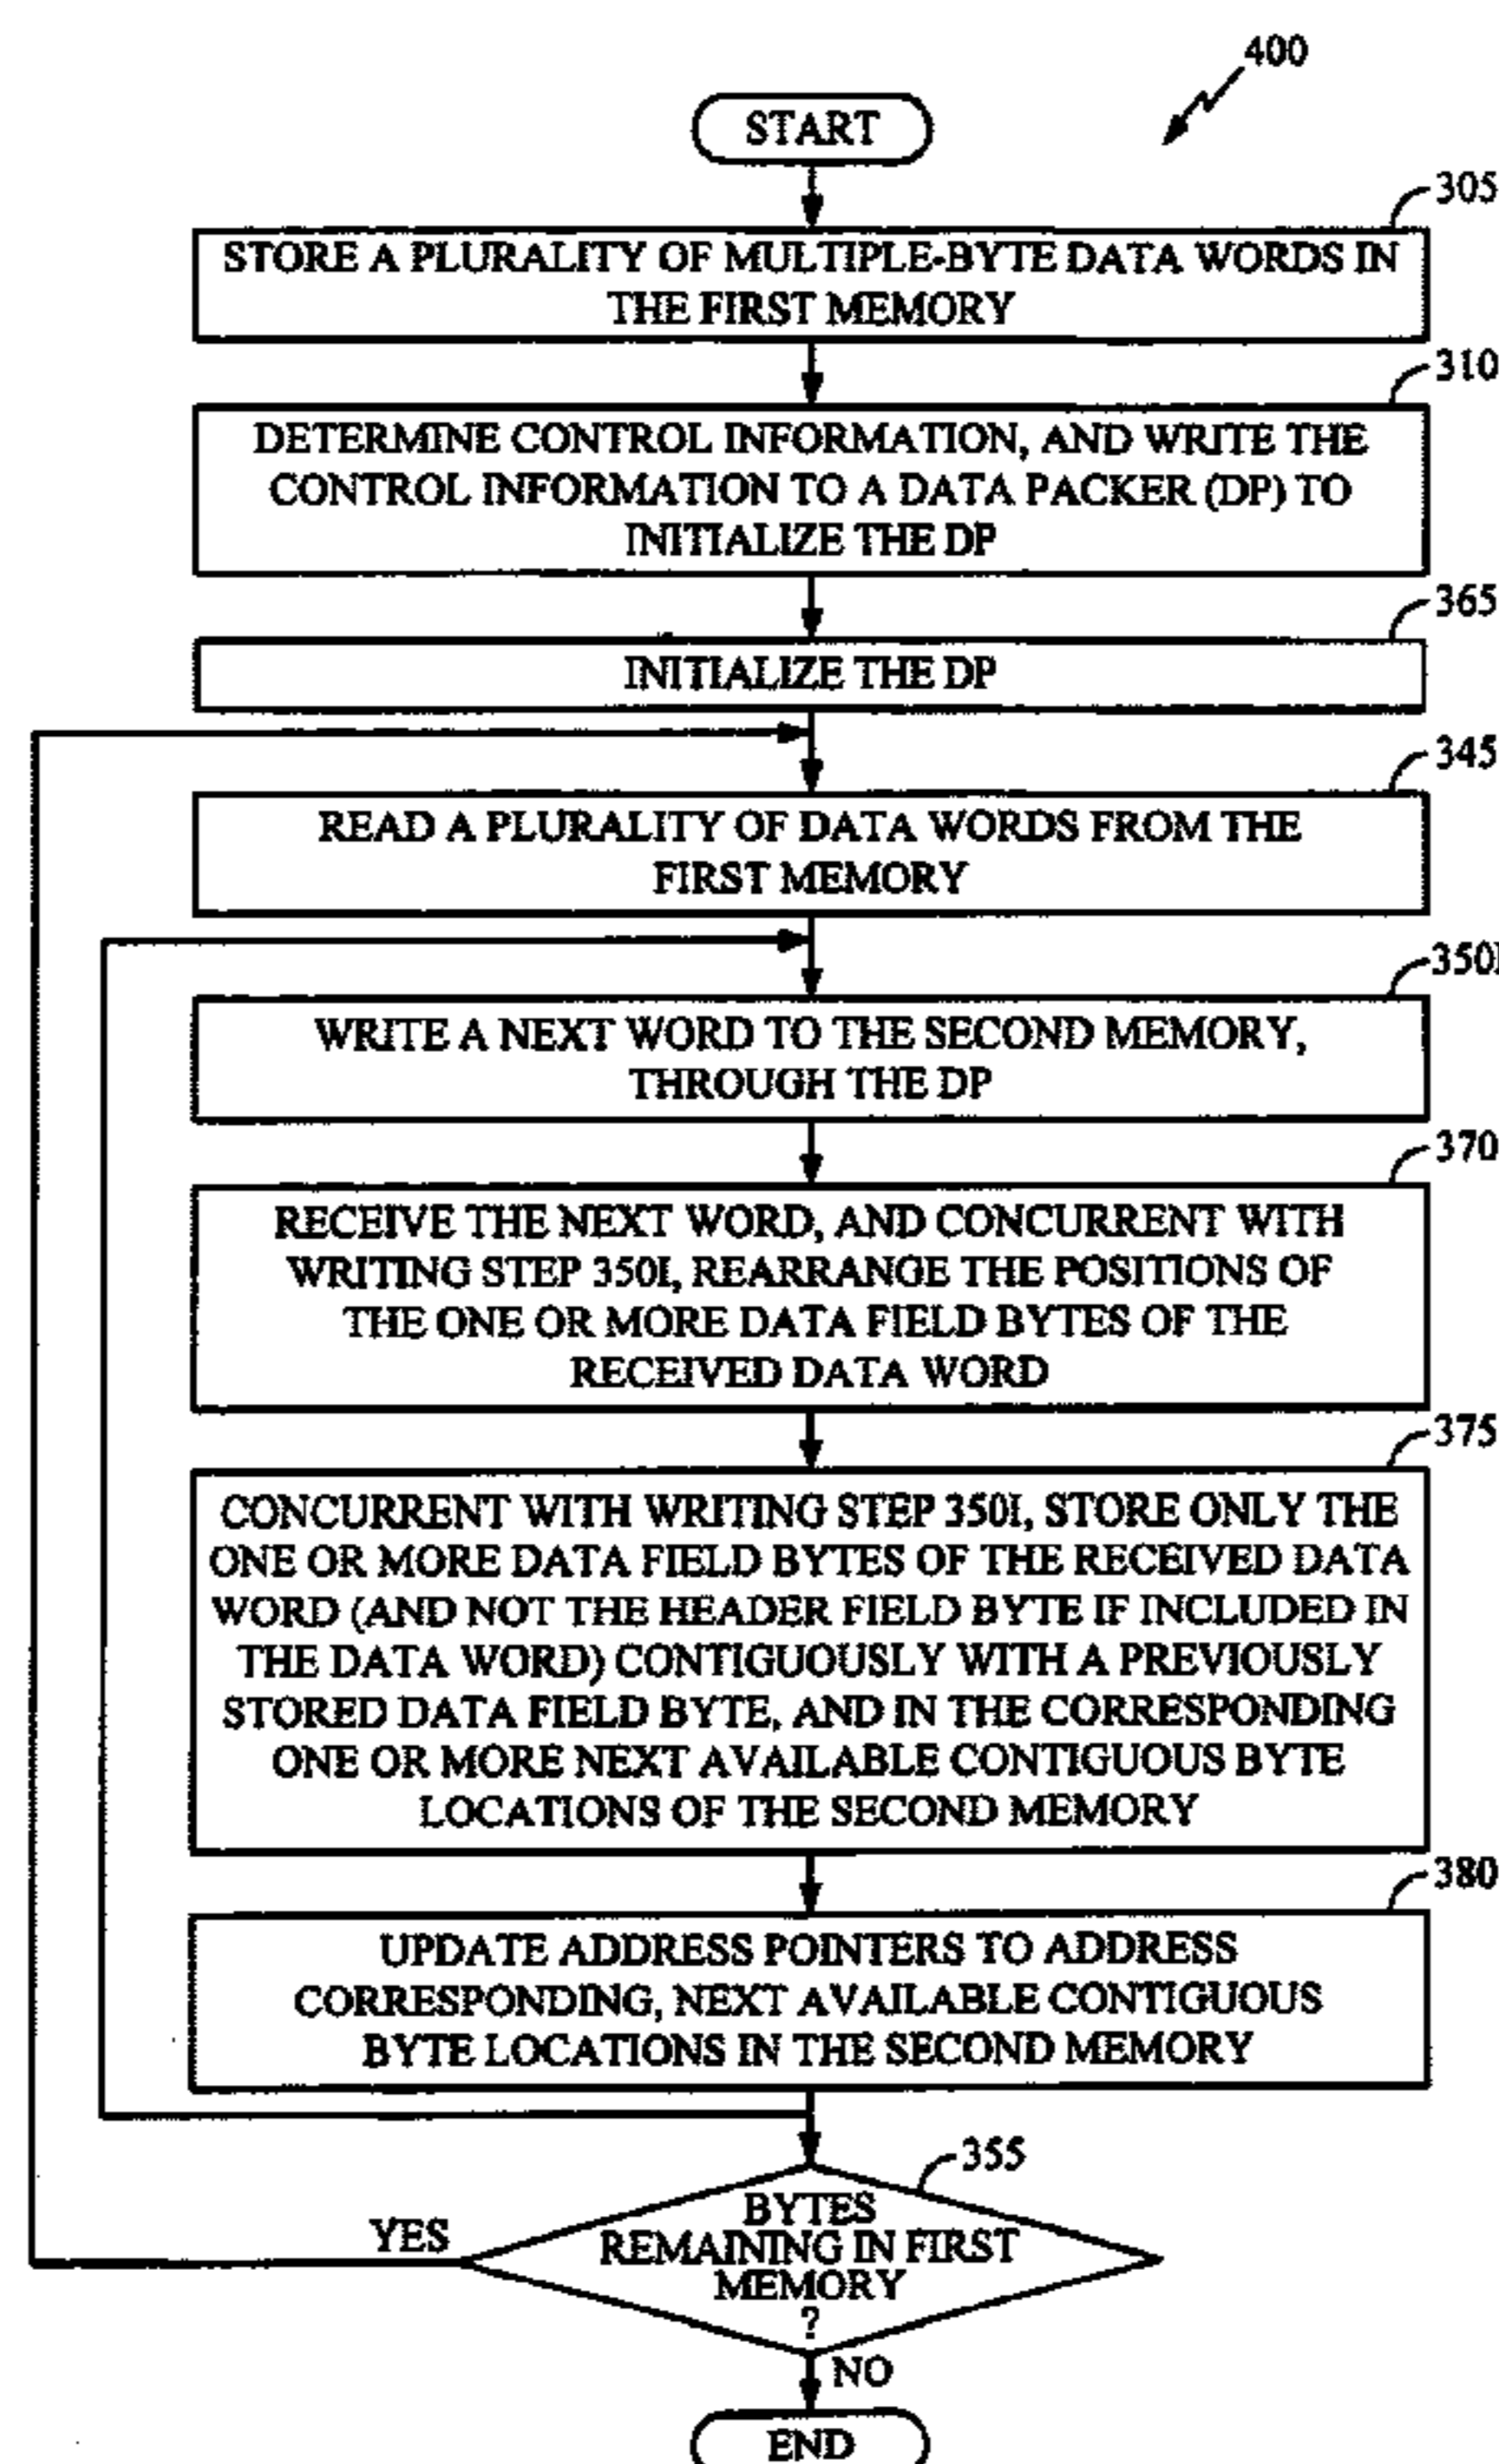 400
START
305
STORE A PLURALITY OF MULTIPLE-BYTE DATA WORDS IN
THE FIRST MEMORY
310
DETERMINE CONTROL INFORMATION, AND WRITE THE
CONTROL INFORMATION TO A DATA PACKER (DP) TO
INITIALIZE THE DP
365
INITIALIZE THE DP
345
READ A PLURALITY OF DATA WORDS FROM THE
FIRST MEMORY
350I
WRITE A NEXT WORD TO THE SECOND MEMORY,
THROUGH THE DP
370
RECEIVE THE NEXT WORD, AND CONCURRENT WITH
WRITING STEP 350I, REARRANGE THE POSITIONS OF
THE ONE OR MORE DATA FIELD BYTES OF THE
RECEIVED DATA WORD
375
CONCURRENT WITH WRITING STEP 350I, STORE ONLY THE
ONE OR MORE DATA FIELD BYTES OF THE RECEIVED DATA
WORD (AND NOT THE HEADER FIELD BYTE IF INCLUDED IN
THE DATA WORD) CONTIGUOUSLY WITH A PREVIOUSLY
STORED DATA FIELD BYTE, AND IN THE CORRESPONDING
ONE OR MORE NEXT AVAILABLE CONTIGUOUS BYTE
LOCATIONS OF THE SECOND MEMORY
380
UPDATE ADDRESS POINTERS TO ADDRESS
CORRESPONDING, NEXT AVAILABLE CONTIGUOUS
BYTE LOCATIONS IN THE SECOND MEMORY
355
BYTES
REMAINING IN FIRST
MEMORY
?
YES
NO
END